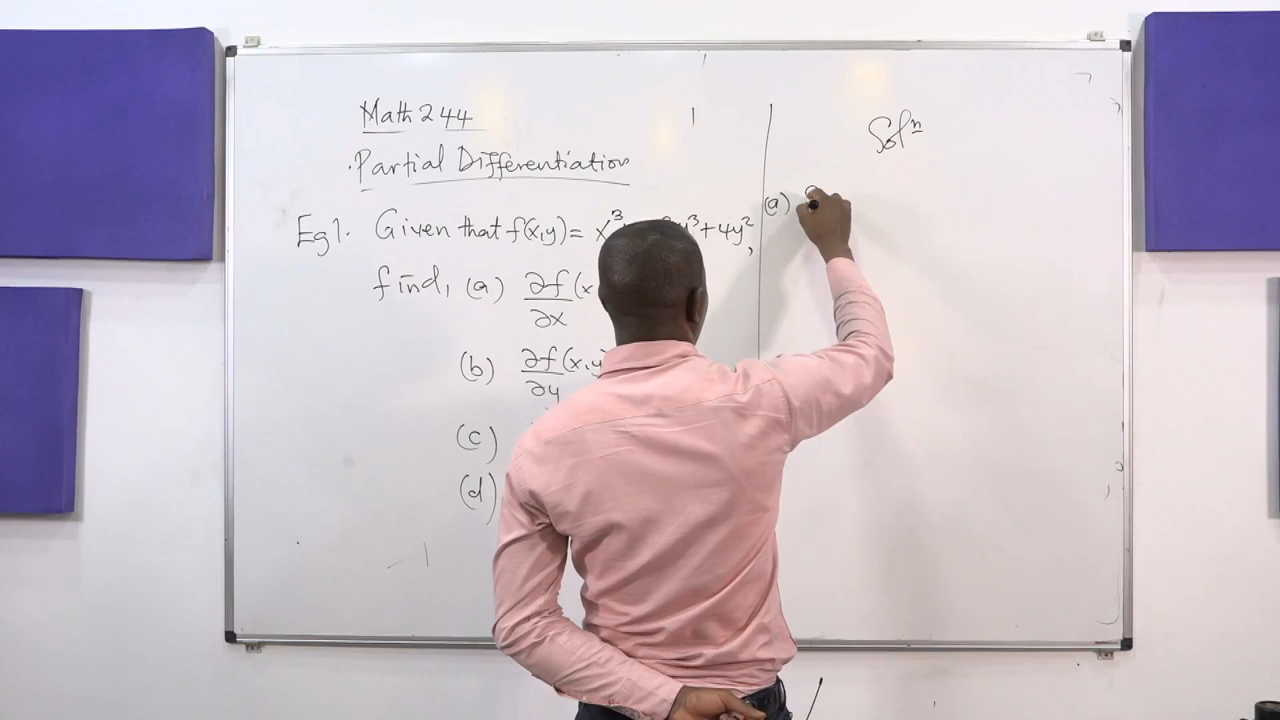 Math 244
Partial Differentiation
Eg1. Given that f(x,y) = x³ y³ + 4y²,
find, (a) ∂f/∂x (x
(b) ∂f/∂y (x,y)
(c)
(d)
Solⁿ
(a)